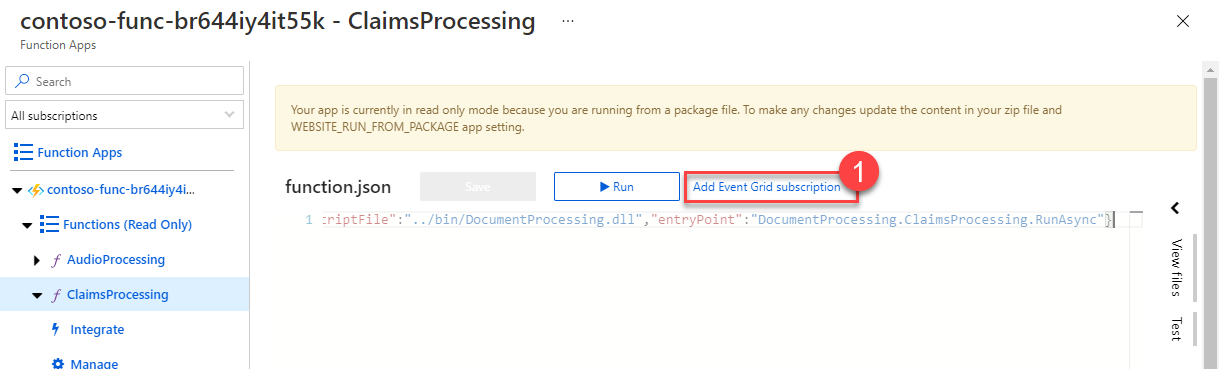 contoso-func-br644iy4it55k - ClaimsProcessing ...
Function Apps
Search
All subscriptions
Function Apps
contoso-func-br644iy4i...
Functions (Read Only)
AudioProcessing
ClaimsProcessing
Integrate
Manage
Your app is currently in read only mode because you are running from a package file. To make any changes update the content in your zip file and
WEBSITE_RUN_FROM_PACKAGE app setting.
function.json Save Run Add Event Grid subscription 1
1 riptFile":"../bin/DocumentProcessing.dll","entryPoint":"DocumentProcessing.ClaimsProcessing.RunAsync"}
View files
Test